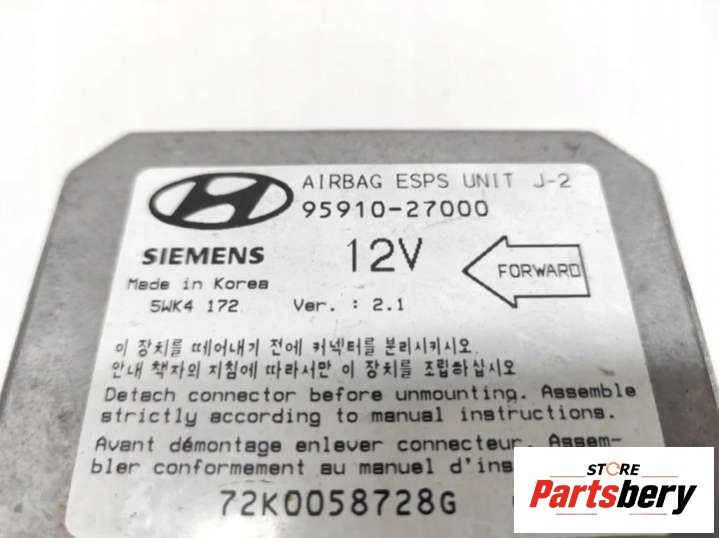 AIRBAG ESPS UNIT J-2
95910-27000
SIEMENS 12V
Made in Korea
5WK4 172 Ver. : 2.1
FORWARD
이 장치를 떼어내기 전에 커넥터를 분리시키시오.
안내 책자의 지침에 따라서만 이 장치를 조립하십시오
Detach connector before unmounting. Assemble
strictly according to manual instructions.
Avant démontage enlever connecteur. Assem-
bler conformement au manuel
72K0058728G
STORE
Partsbery